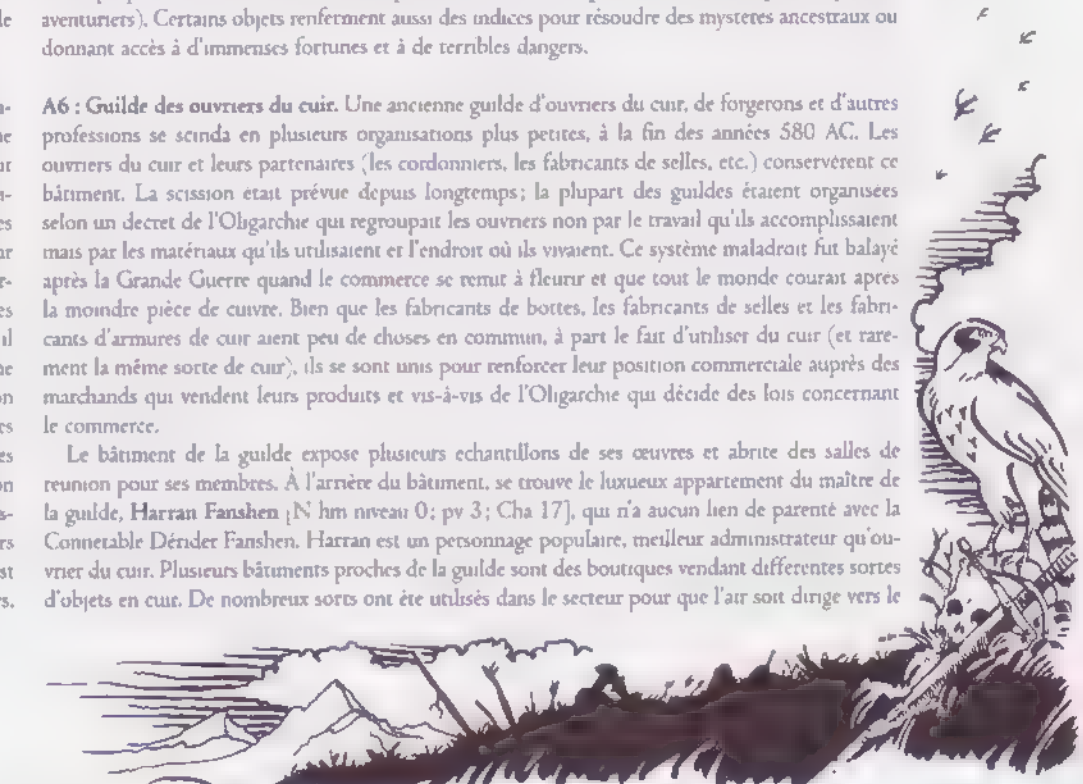 le
aventuriers). Certains objets renferment aussi des indices pour résoudre des mystères ancestraux ou
donnant accès à d'immenses fortunes et à de terribles dangers.
A6 : Guilde des ouvriers du cuir. Une ancienne guilde d'ouvriers du cuir, de forgerons et d'autres
professions se scinda en plusieurs organisations plus petites, à la fin des années 580 AC. Les
ouvriers du cuir et leurs partenaires (les cordonniers, les fabricants de selles, etc.) conservèrent ce
bâtiment. La scission était prévue depuis longtemps; la plupart des guildes étaient organisées
selon un décret de l'Oligarchie qui regroupait les ouvriers non par le travail qu'ils accomplissaient
mais par les matériaux qu'ils utilisaient et l'endroit où ils vivaient. Ce système maladroit fut balayé
après la Grande Guerre quand le commerce se remit à fleurir et que tout le monde courait après
la moindre pièce de cuivre. Bien que les fabricants de bottes, les fabricants de selles et les fabri-
cants d'armures de cuir aient peu de choses en commun, à part le fait d'utiliser du cuir (et rare-
ment la même sorte de cuir), ils se sont unis pour renforcer leur position commerciale auprès des
marchands qui vendent leurs produits et vis-à-vis de l'Oligarchie qui décide des lois concernant
le commerce.
Le bâtiment de la guilde expose plusieurs échantillons de ses œuvres et abrite des salles de
réunion pour ses membres. À l'arrière du bâtiment, se trouve le luxueux appartement du maître de
la guilde, Harran Fanshen [N hm niveau 0; pv 3; Cha 17], qui n'a aucun lien de parenté avec la
Connétable Dérider Fanshen. Harran est un personnage populaire, meilleur administrateur qu'ou-
vrier du cuir. Plusieurs bâtiments proches de la guilde sont des boutiques vendant différentes sortes
d'objets en cuir. De nombreux sorts ont été utilisés dans le secteur pour que l'air soit dirigé vers le